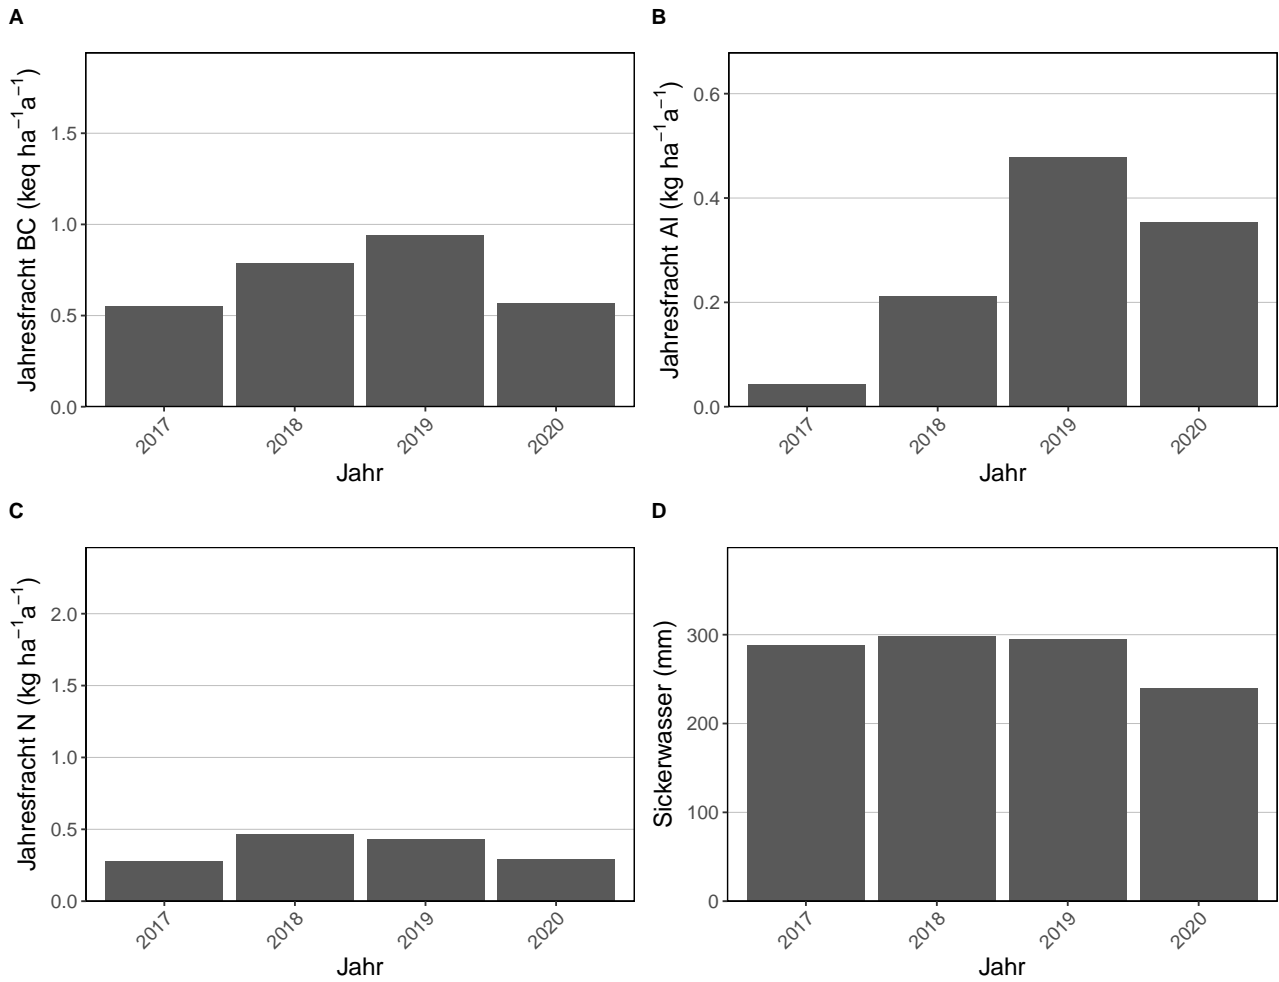 A
Jahresfracht BC (keq ha⁻¹a⁻¹)
1.5
1.0
0.5
0.0
2017 2018 2019 2020
Jahr
B
Jahresfracht Al (kg ha⁻¹a⁻¹)
0.6
0.4
0.2
0.0
2017 2018 2019 2020
Jahr
C
Jahresfracht N (kg ha⁻¹a⁻¹)
2.0
1.5
1.0
0.5
0.0
2017 2018 2019 2020
Jahr
D
Sickerwasser (mm)
300
200
100
0
2017 2018 2019 2020
Jahr